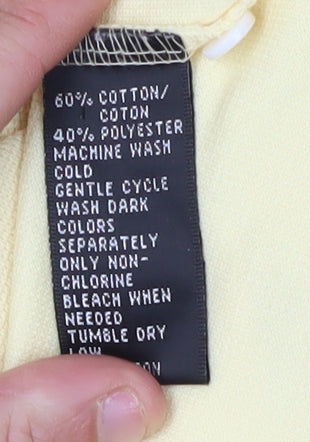 60% COTTON/
COTON
40% POLYESTER
MACHINE WASH
COLD
GENTLE CYCLE
WASH DARK
COLORS
SEPARATELY
ONLY NON-
CHLORINE
BLEACH WHEN
NEEDED
TUMBLE DRY
LOW